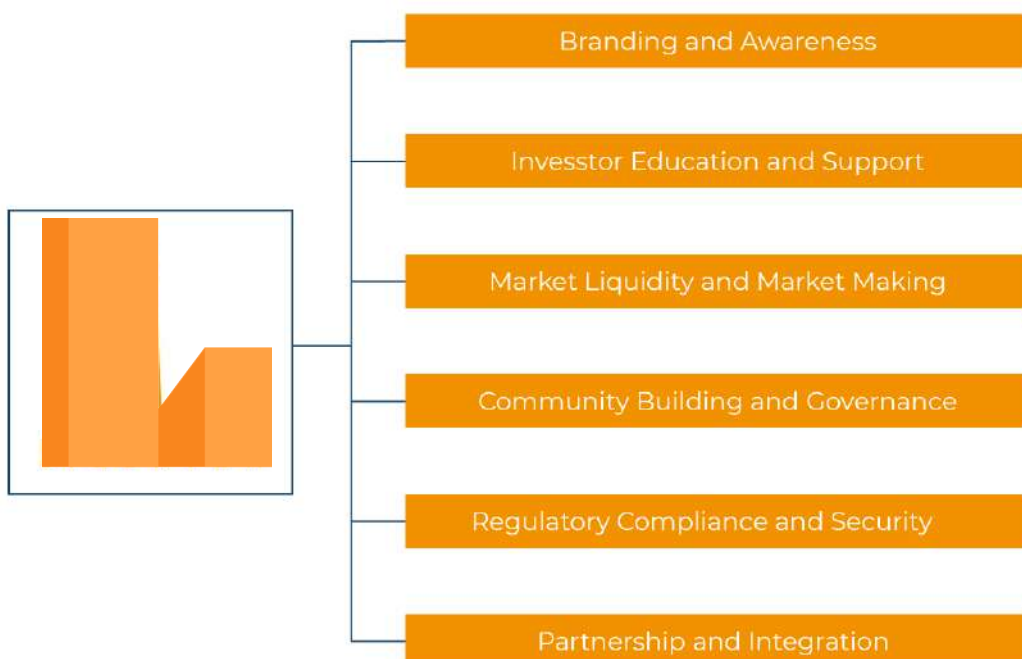 Branding and Awareness
Invesstor Education and Support
Market Liquidity and Market Making
Community Building and Governance
Regulatory Compliance and Security
Partnership and Integration